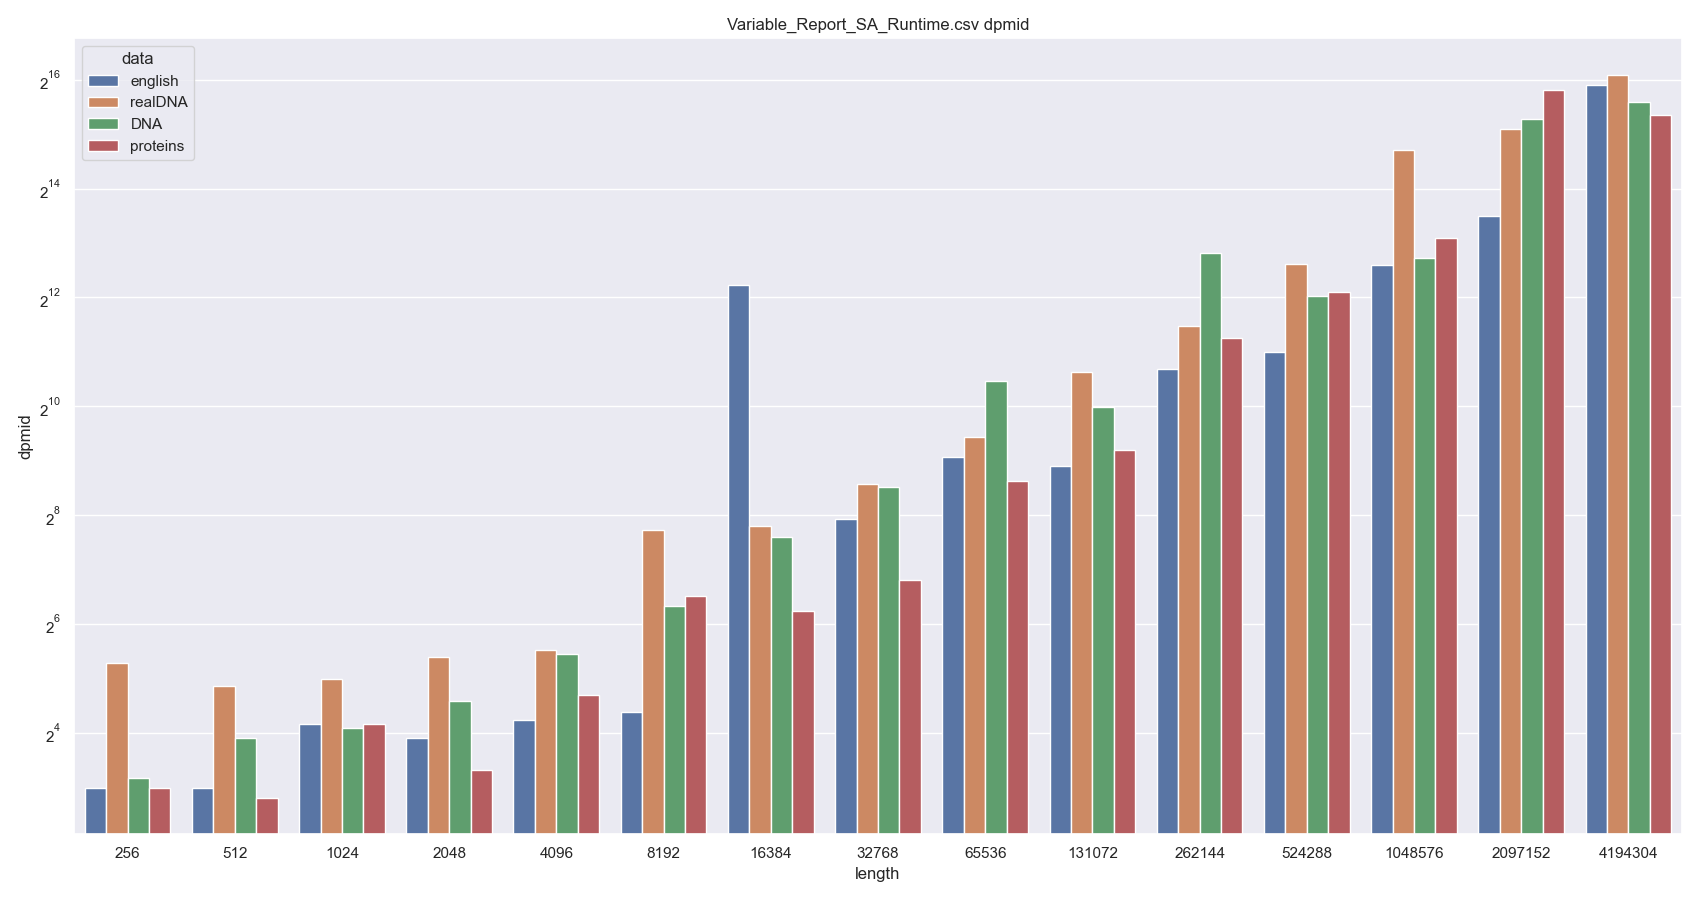 Variable_Report_SA_Runtime.csv dpmid
data
english
realDNA
DNA
proteins
2^16
2^14
2^12
2^10
2^8
2^6
2^4
dpmid
256 512 1024 2048 4096 8192 16384 32768 65536 131072 262144 524288 1048576 2097152 4194304
length